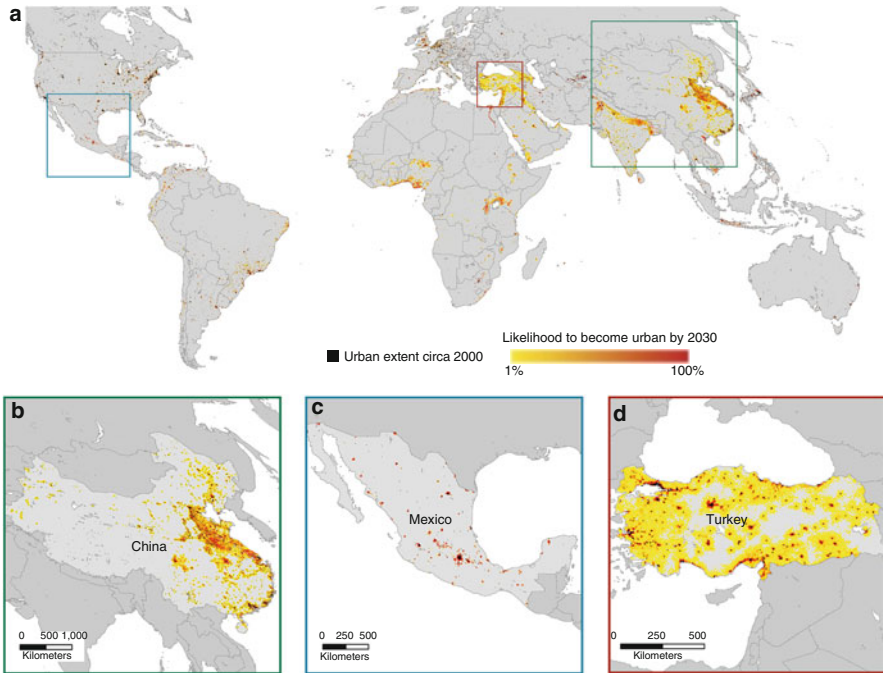 a
Likelihood to become urban by 2030
Urban extent circa 2000
1% 100%
b
China
0 500 1,000
Kilometers
c
Mexico
0 250 500
Kilometers
d
Turkey
0 250 500
Kilometers